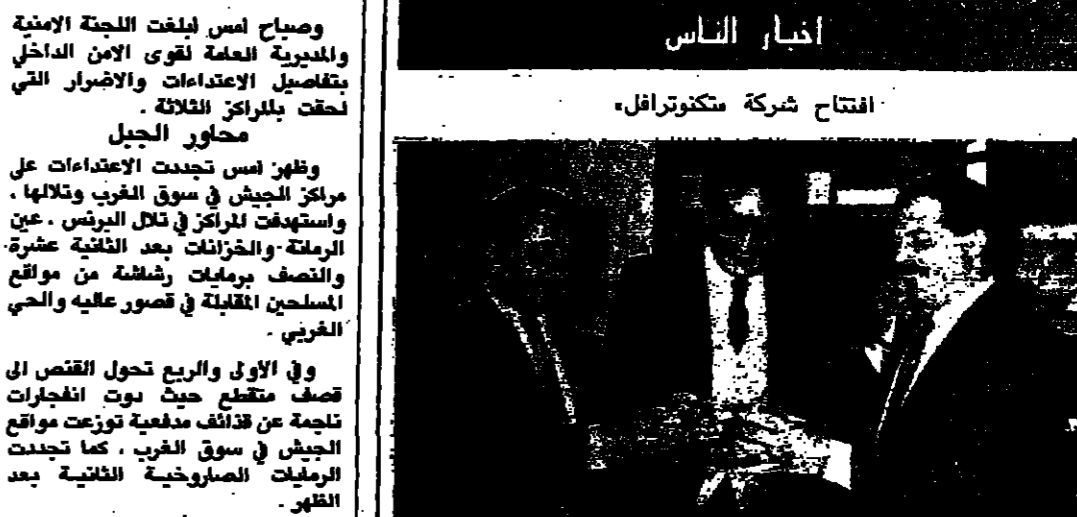 اخبار الناس
افتتاح شركة «تكنوترافل»
وصباح امس ابلغت اللجنة الامنية
والمديرية العامة لقوى الامن الداخلي
بتفاصيل الاعتداءات والاضرار التي
لحقت بالمراكز الثلاثة .
محاور الجبل
وظهر امس تجددت الاعتداءات على
مراكز الجيش في سوق الغرب وتلالها .
واستهدفت المراكز في تلال البرنس ، عين
الرمانة والخزانات بعد الثانية عشرة
والنصف برمايات رشاشة من مواقع
المسلحين المقابلة في قصور عاليه والحي
الغربي .
وفي الاولى والربع تحول القنص الى
قصف متقطع حيث دوت انفجارات
ناجمة عن قذائف مدفعية توزعت مواقع
الجيش في سوق الغرب ، كما تجددت
الرمايات الصاروخية الثانية بعد
الظهر .